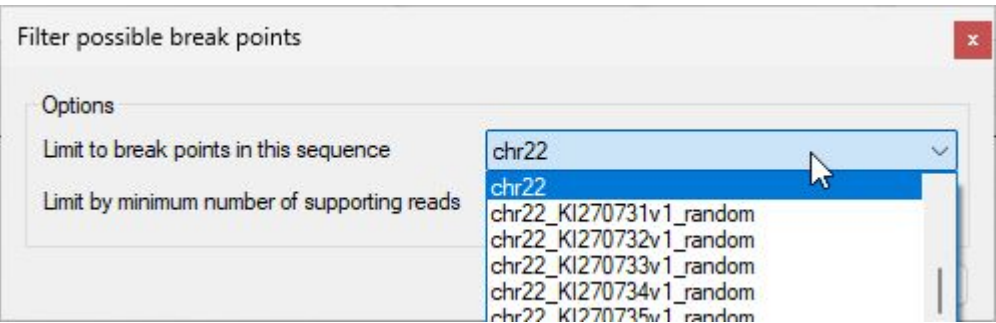 Filter possible break points
x
Options
Limit to break points in this sequence
chr22
Limit by minimum number of supporting reads
chr22
chr22_KI270731v1_random
chr22_KI270732v1_random
chr22_KI270733v1_random
chr22_KI270734v1_random
chr22_KI270735v1_random